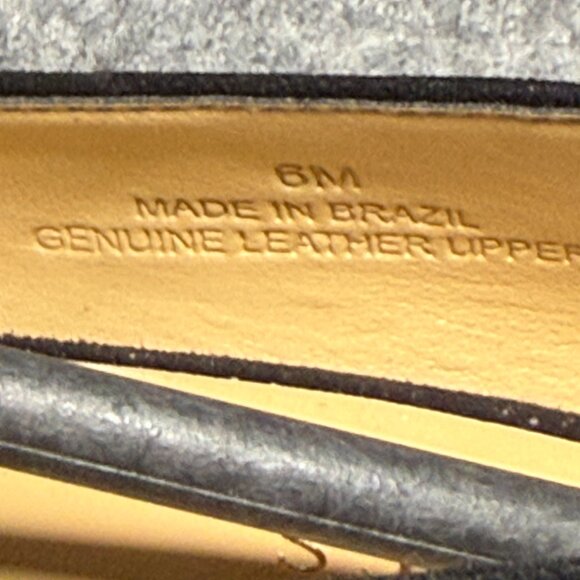 6M
MADE IN BRAZIL
GENUINE LEATHER UPPER